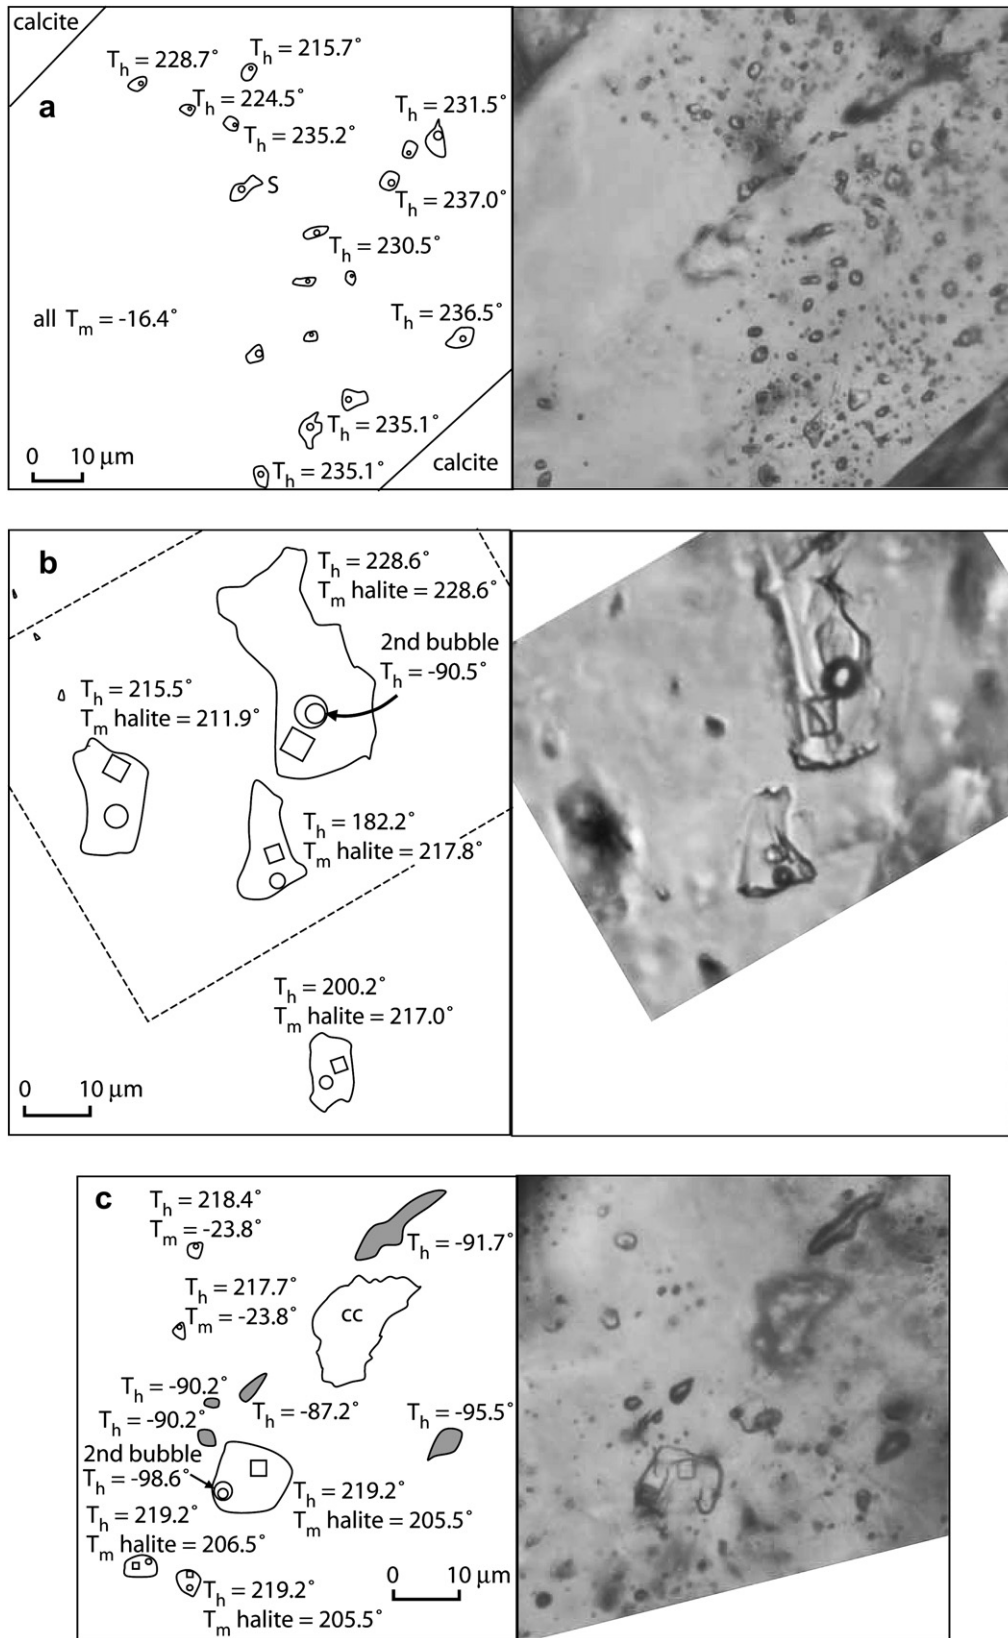 calcite
a
Th = 228.7˚
Th = 215.7˚
Th = 224.5˚
Th = 235.2˚
Th = 231.5˚
S
Th = 237.0˚
Th = 230.5˚
all Tm = -16.4˚
Th = 236.5˚
Th = 235.1˚
Th = 235.1˚
calcite
0 10 μm
b
Th = 228.6˚
Tm halite = 228.6˚
2nd bubble
Th = -90.5˚
Th = 215.5˚
Tm halite = 211.9˚
Th = 182.2˚
Tm halite = 217.8˚
Th = 200.2˚
Tm halite = 217.0˚
0 10 μm
c
Th = 218.4˚
Tm = -23.8˚
Th = -91.7˚
Th = 217.7˚
Tm = -23.8˚
cc
Th = -90.2˚
Th = -87.2˚
Th = -95.5˚
Th = -90.2˚
2nd bubble
Th = -98.6˚
Th = 219.2˚
Tm halite = 205.5˚
Th = 219.2˚
Tm halite = 206.5˚
Th = 219.2˚
Tm halite = 205.5˚
0 10 μm